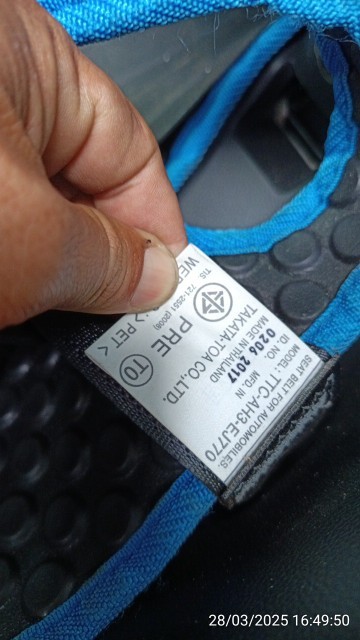 SEAT BELT FOR AUTOMOBILES.
MODEL : TTC-AH3-EJ770
ID. NO. MFD. IN
0206 2017
MADE IN THAILAND
TAKATA-TOA CO.,LTD.
PRE TO
TIS 721-2551 (2008)
> PET <
28/03/2025 16:49:50